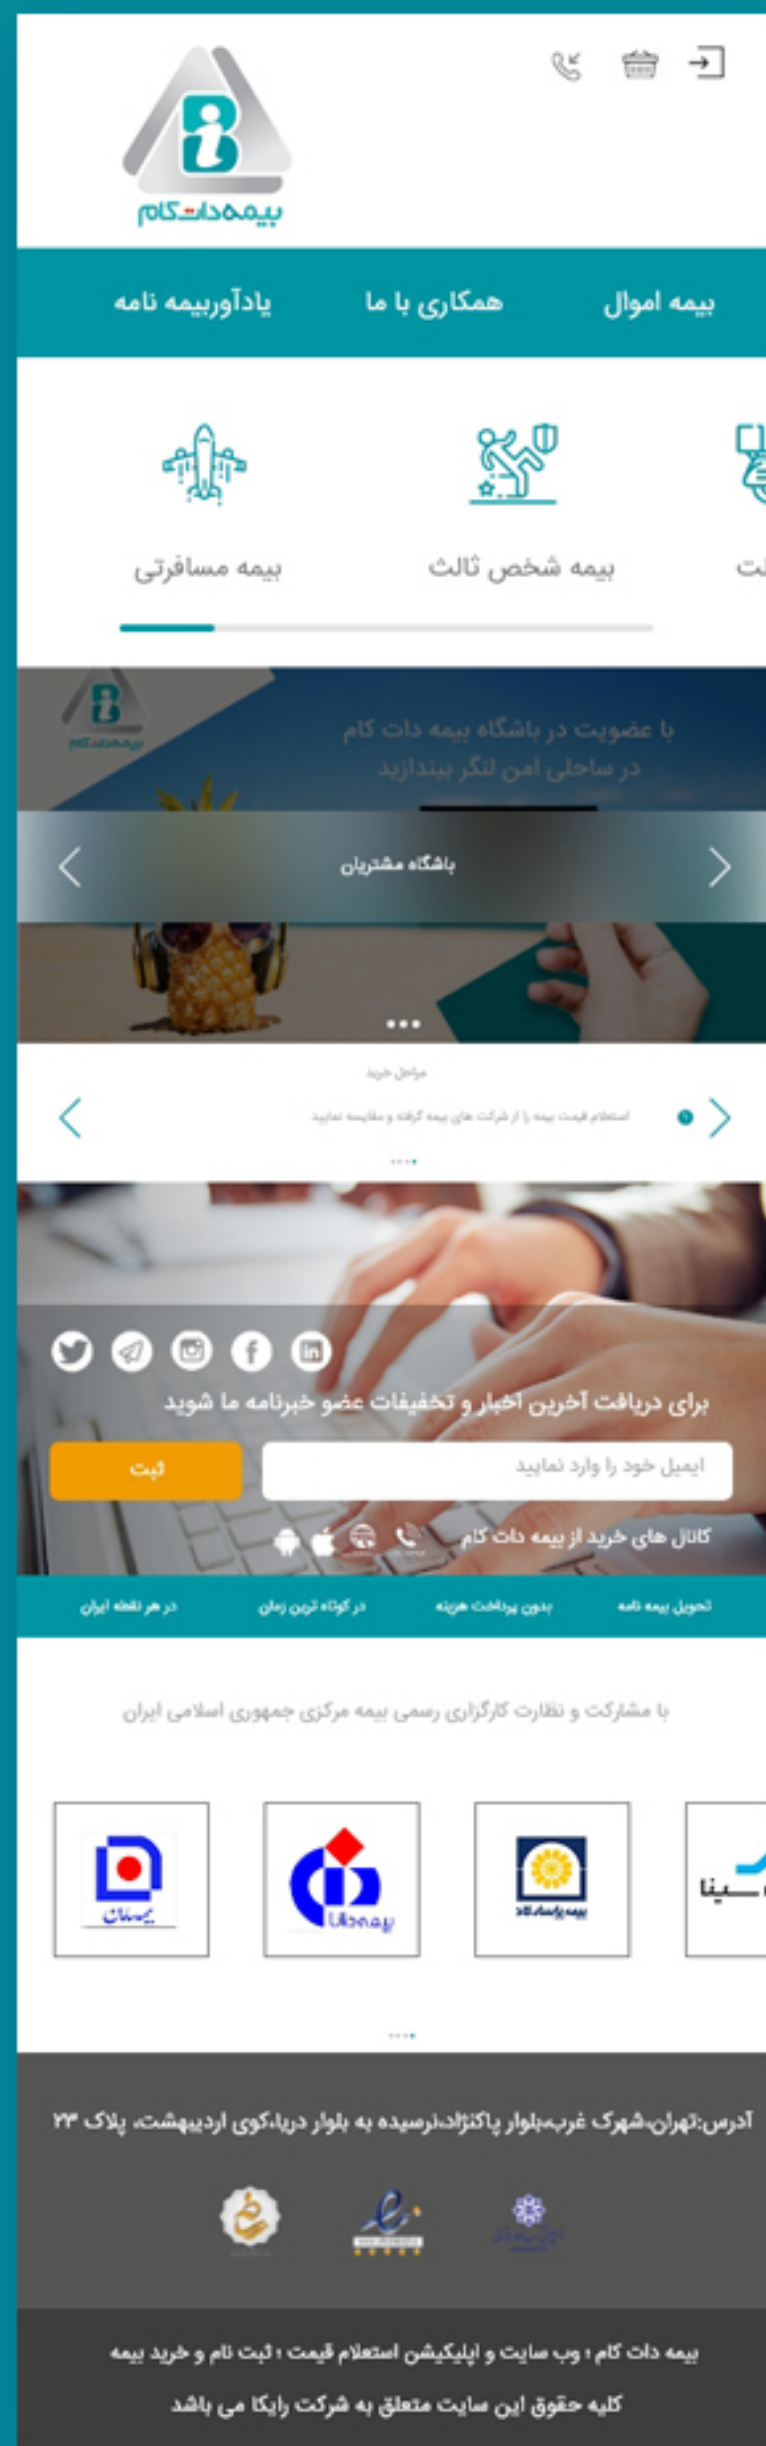 بیمه دات کام
بیمه اموال
همکاری با ما
یادآوربیمه نامه
بیمه شخص ثالث
بیمه مسافرتی
با عضویت در باشگاه بیمه دات کام
در ساحلی امن لنگر بیندازید
باشگاه مشتریان
مراحل خرید
استعلام قیمت بیمه را از شرکت های بیمه گرفته و مقایسه نمایید
برای دریافت آخرین اخبار و تخفیفات عضو خبرنامه ما شوید
ایمیل خود را وارد نمایید
ثبت
کانال های خرید از بیمه دات کام
تحویل بیمه نامه
بدون پرداخت هزینه
در کوتاه ترین زمان
در هر نقطه ایران
با مشارکت و نظارت کارگزاری رسمی بیمه مرکزی جمهوری اسلامی ایران
سینا
بیمه پاسارگاد
بیمه دانا
بیمه سامان
آدرس:تهران،شهرک غرب،بلوار پاکنژاد،نرسیده به بلوار دریا،کوی اردیبهشت، پلاک ۲۳
بیمه دات کام ؛ وب سایت و اپلیکیشن استعلام قیمت ؛ ثبت نام و خرید بیمه
کلیه حقوق این سایت متعلق به شرکت رایکا می باشد